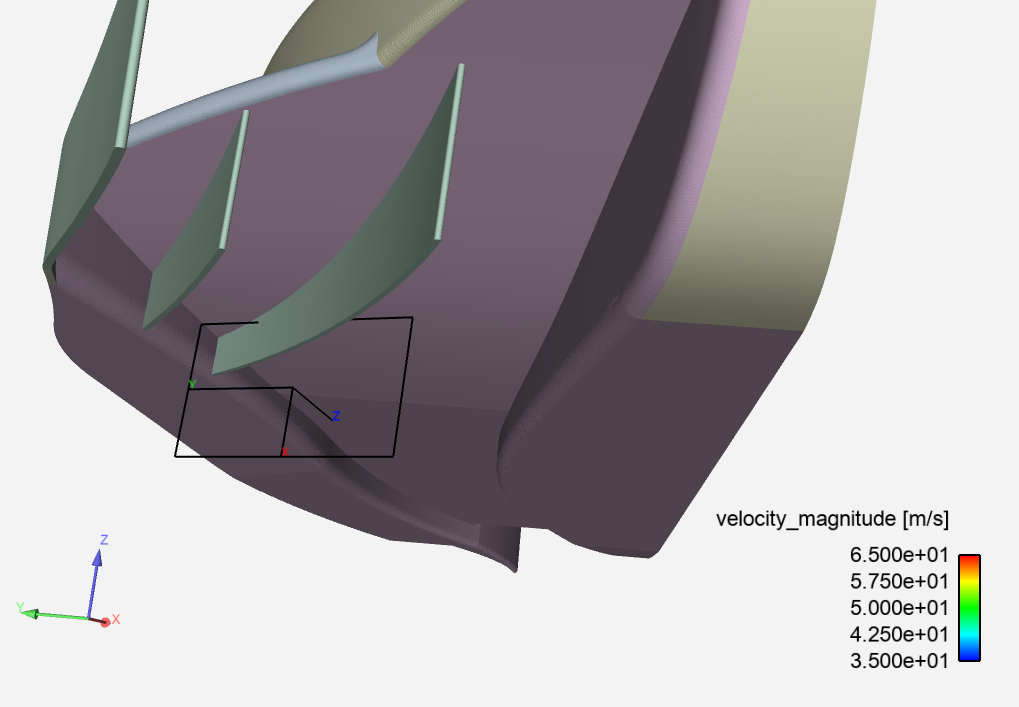 Y
Z
X
velocity_magnitude [m/s]
6.500e+01
5.750e+01
5.000e+01
4.250e+01
3.500e+01
Z
Y
X